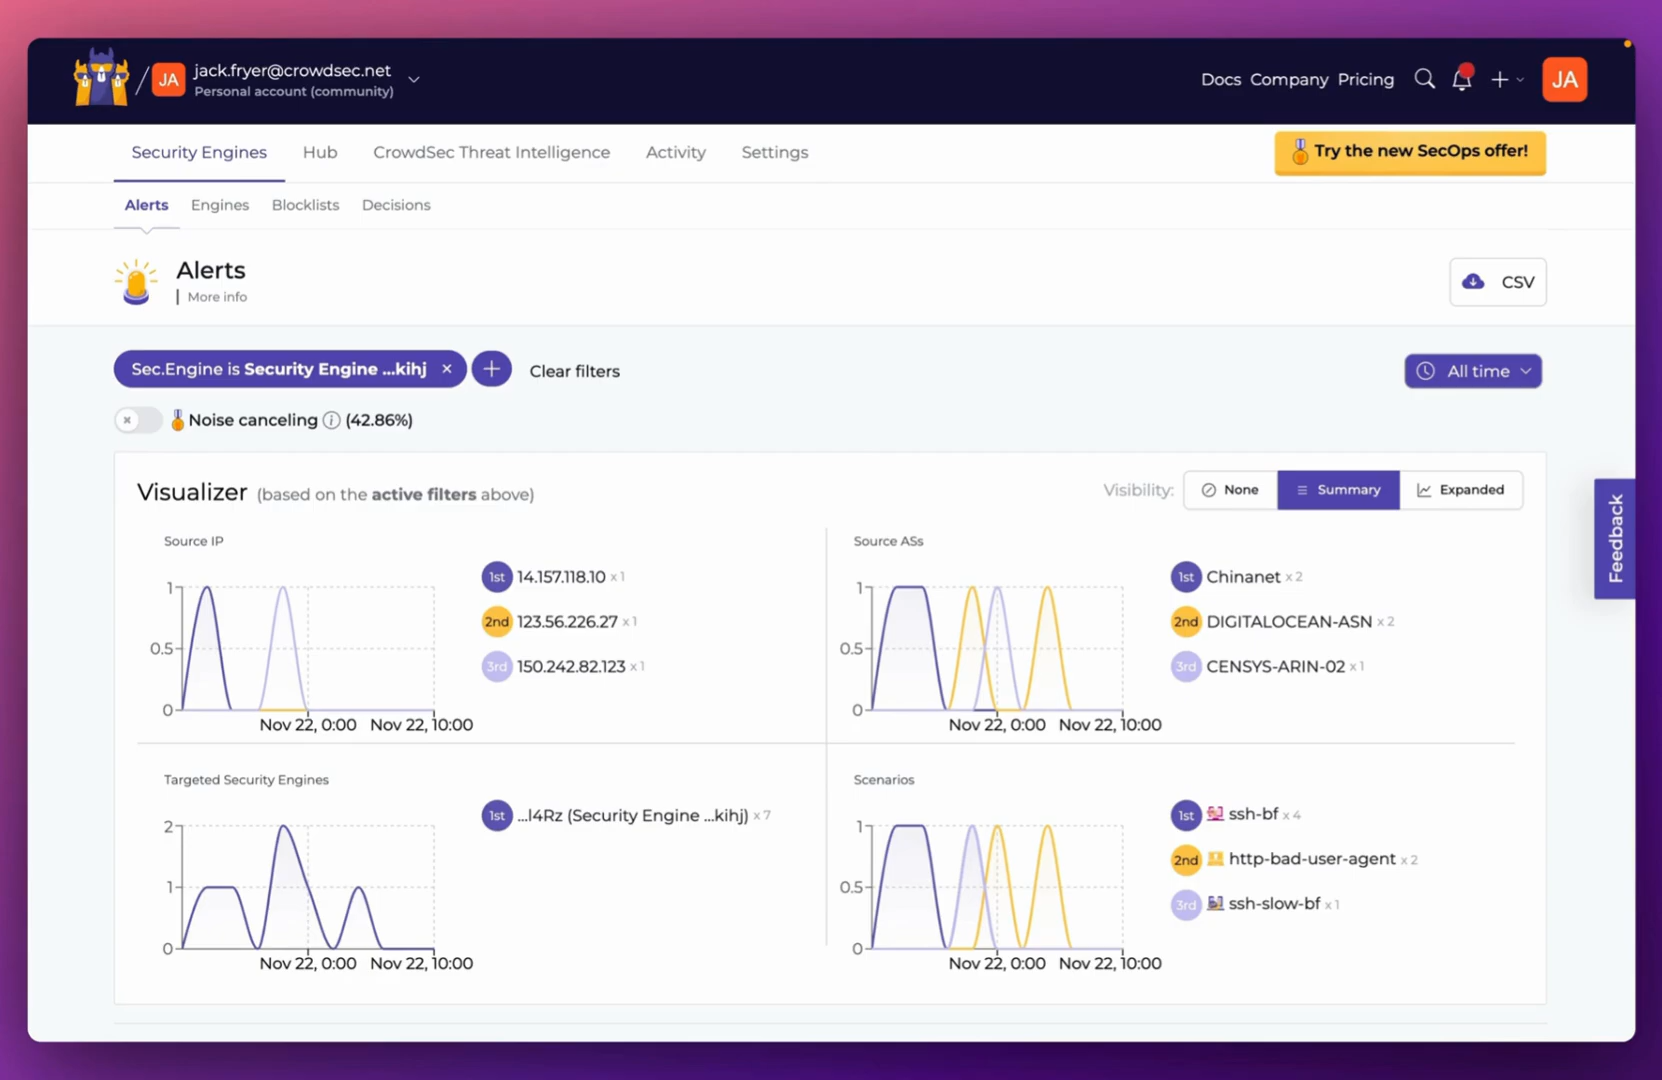 JA jack.fryer@crowdsec.net
Personal account (community)
Docs Company Pricing JA
Security Engines Hub CrowdSec Threat Intelligence Activity Settings
Try the new SecOps offer!
Alerts Engines Blocklists Decisions
Alerts
More info
CSV
Sec.Engine is Security Engine ...kihj × + Clear filters
All time
Noise canceling (42.86%)
Visualizer (based on the active filters above)
Visibility: None Summary Expanded
Feedback
Source IP
1
0.5
0
Nov 22, 0:00 Nov 22, 10:00
1st 14.157.118.10 x 1
2nd 123.56.226.27 x 1
3rd 150.242.82.123 x 1
Source ASs
1
0.5
0
Nov 22, 0:00 Nov 22, 10:00
1st Chinanet x 2
2nd DIGITALOCEAN-ASN x 2
3rd CENSYS-ARIN-02 x 1
Targeted Security Engines
2
1
0
Nov 22, 0:00 Nov 22, 10:00
1st ...l4Rz (Security Engine ...kihj) x 7
Scenarios
1
0.5
0
Nov 22, 0:00 Nov 22, 10:00
1st ssh-bf x 4
2nd http-bad-user-agent x 2
3rd ssh-slow-bf x 1